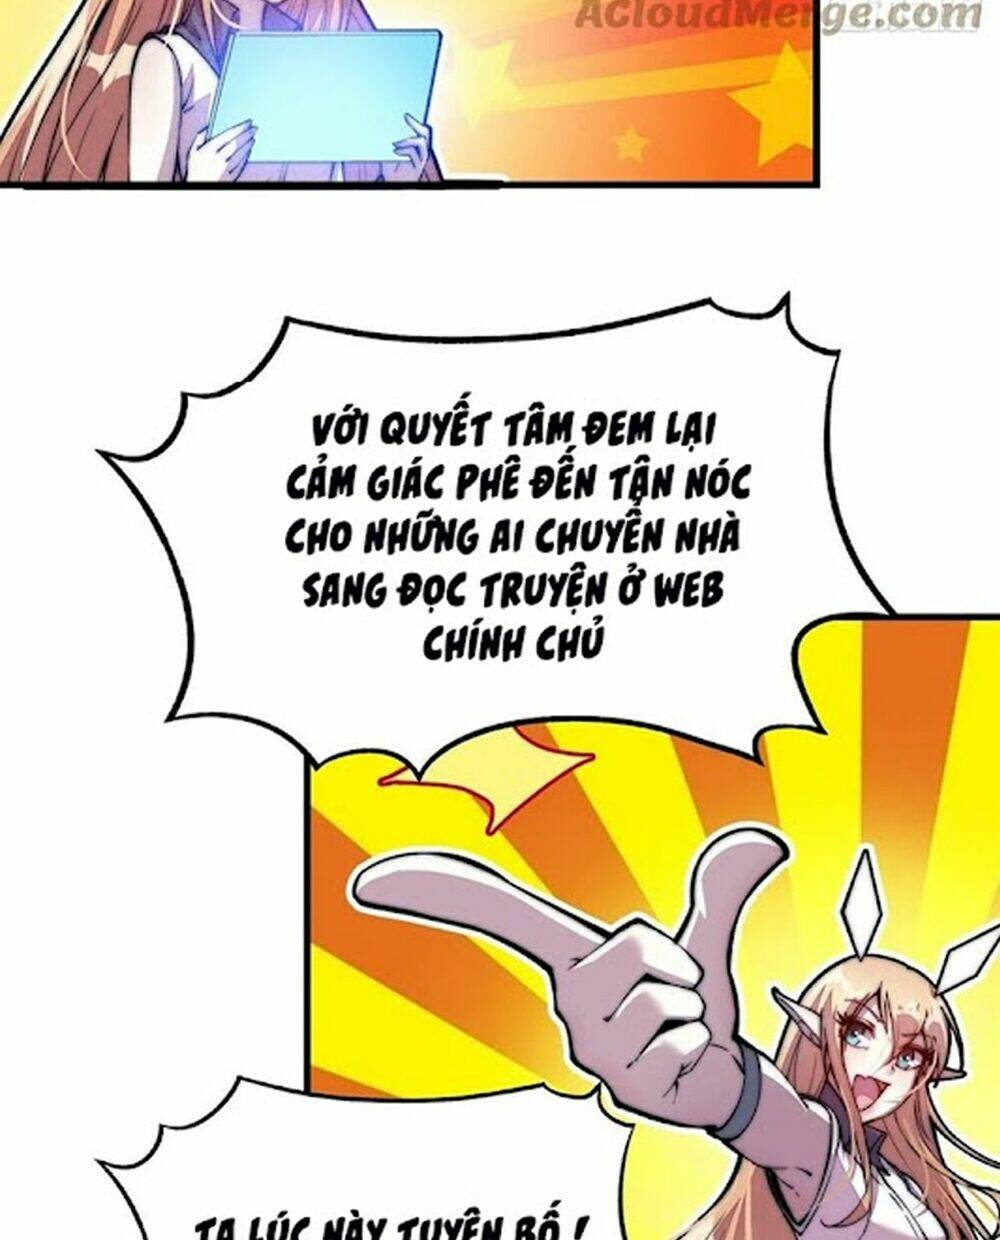 AcloudMerge.com
VỚI QUYẾT TÂM ĐEM LẠI
CẢM GIÁC PHÊ ĐẾN TẬN NÓC
CHO NHỮNG AI CHUYỂN NHÀ
SANG ĐỌC TRUYỆN Ở WEB
CHÍNH CHỦ
TA LÚC NÀY TUYÊN BỐ !